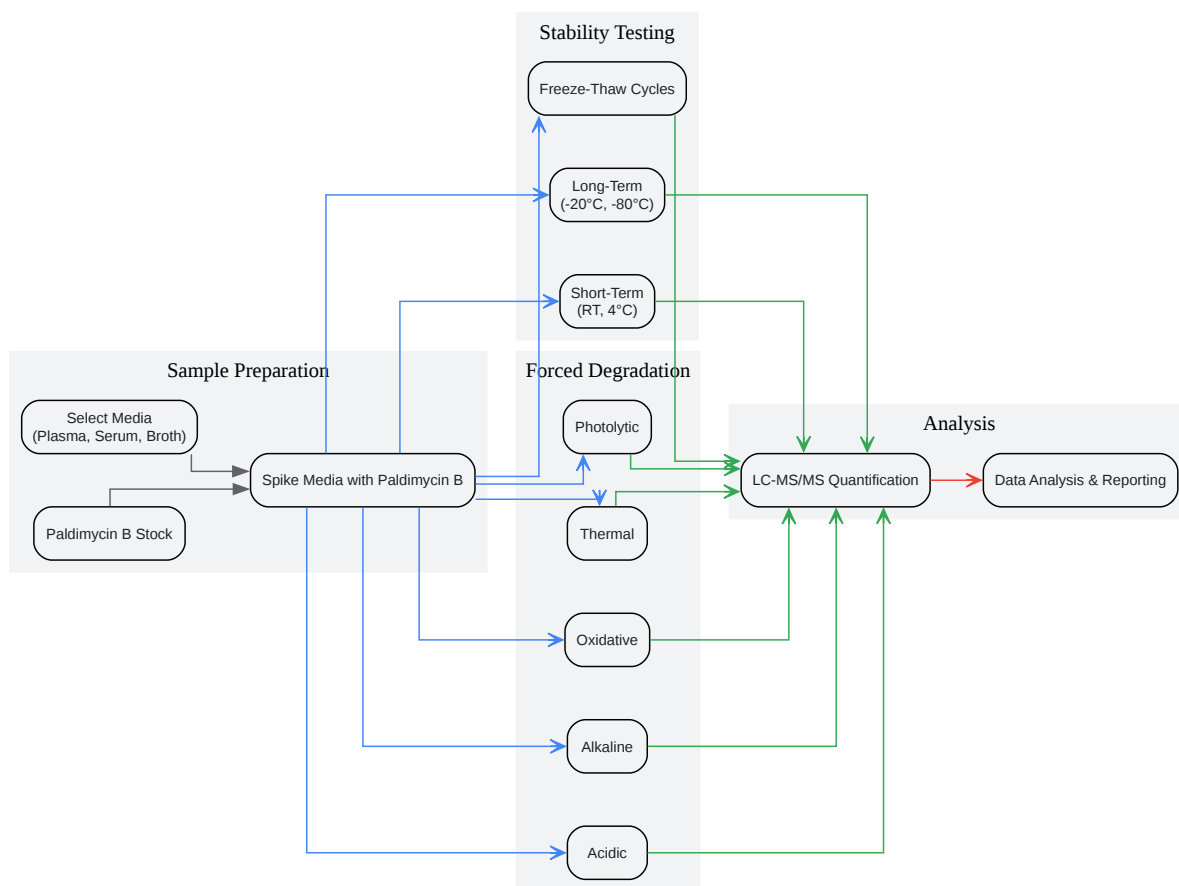 Stability Testing
Freeze-Thaw Cycles
Long-Term
(-20°C, -80°C)
Short-Term
(RT, 4°C)
Sample Preparation
Select Media
(Plasma, Serum, Broth)
Spike Media with Paldimycin B
Paldimycin B Stock
Forced Degradation
Photolytic
Thermal
Oxidative
Alkaline
Acidic
Analysis
LC-MS/MS Quantification
Data Analysis & Reporting